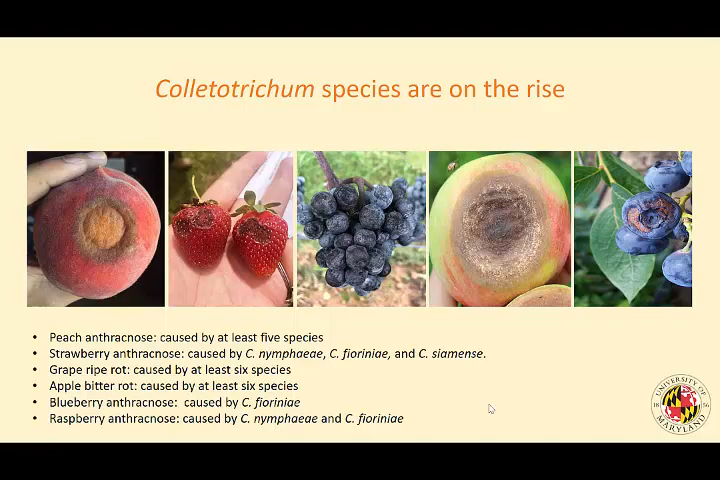 Colletotrichum species are on the rise
• Peach anthracnose: caused by at least five species
• Strawberry anthracnose: caused by C. nymphaeae, C. fioriniae, and C. siamense.
• Grape ripe rot: caused by at least six species
• Apple bitter rot: caused by at least six species
• Blueberry anthracnose: caused by C. fioriniae
• Raspberry anthracnose: caused by C. nymphaeae and C. fioriniae
UNIVERSITY OF
18 56
MARYLAND